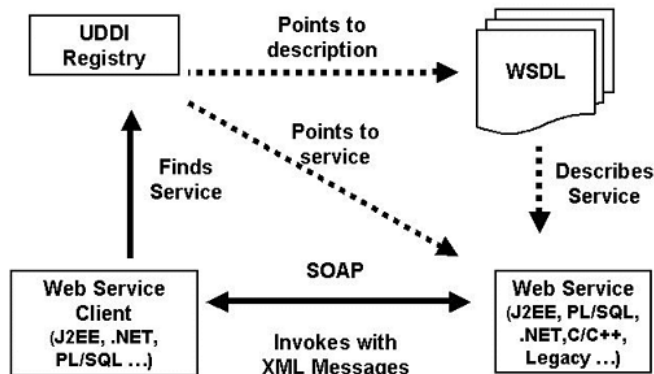 UDDI
Registry
Points to
description
WSDL
Points to
service
Finds
Service
Describes
Service
Web Service
Client
(J2EE, .NET,
PL/SQL ...)
SOAP
Invokes with
XML Messages
Web Service
(J2EE, PL/SQL,
.NET,C/C++,
Legacy ...)